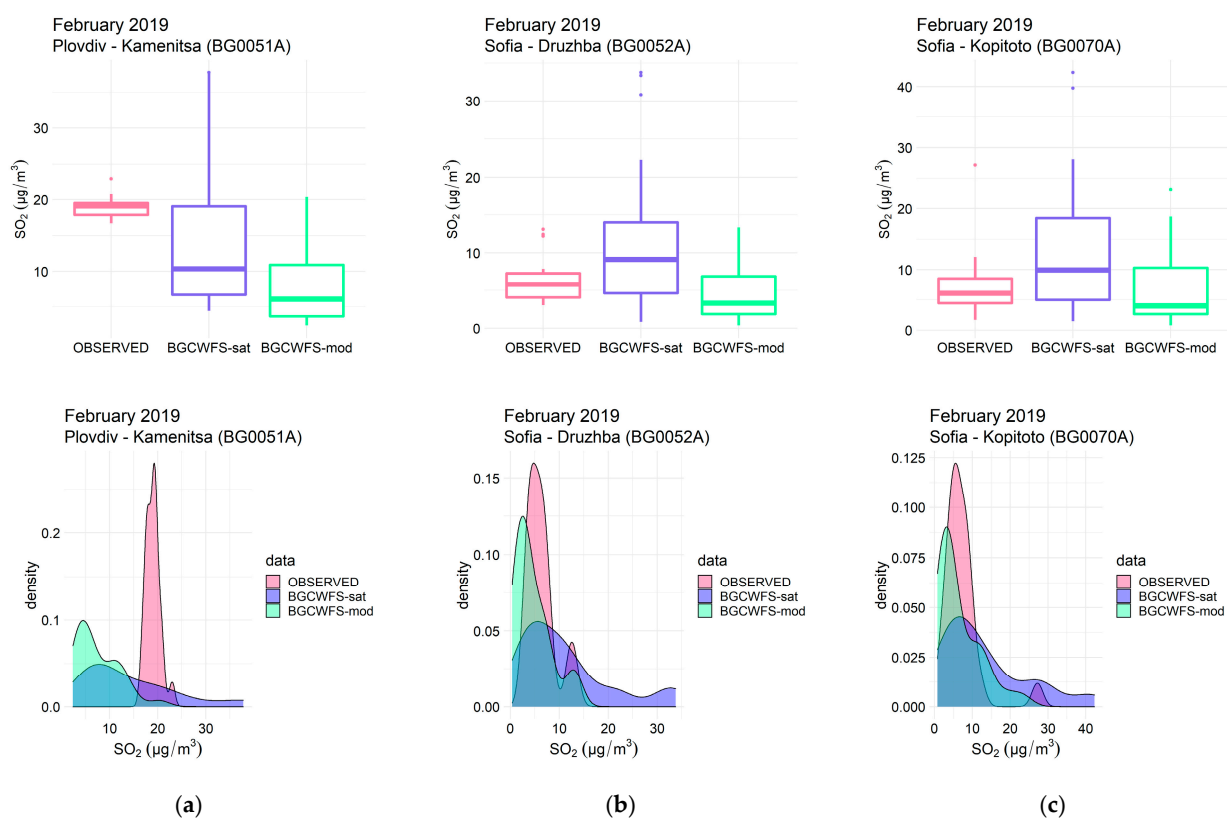 February 2019
Plovdiv - Kamenitsa (BG0051A)
SO₂ (µg/m³)
30
20
10
OBSERVED BGCWFS-sat BGCWFS-mod
February 2019
Sofia - Druzhba (BG0052A)
SO₂ (µg/m³)
30
20
10
0
OBSERVED BGCWFS-sat BGCWFS-mod
February 2019
Sofia - Kopitoto (BG0070A)
SO₂ (µg/m³)
40
30
20
10
0
OBSERVED BGCWFS-sat BGCWFS-mod
February 2019
Plovdiv - Kamenitsa (BG0051A)
density
0.2
0.1
0.0
10 20 30
SO₂ (µg/m³)
data
OBSERVED
BGCWFS-sat
BGCWFS-mod
February 2019
Sofia - Druzhba (BG0052A)
density
0.15
0.10
0.05
0.00
0 10 20 30
SO₂ (µg/m³)
data
OBSERVED
BGCWFS-sat
BGCWFS-mod
February 2019
Sofia - Kopitoto (BG0070A)
density
0.125
0.100
0.075
0.050
0.025
0.000
0 10 20 30 40
SO₂ (µg/m³)
data
OBSERVED
BGCWFS-sat
BGCWFS-mod
(a)
(b)
(c)